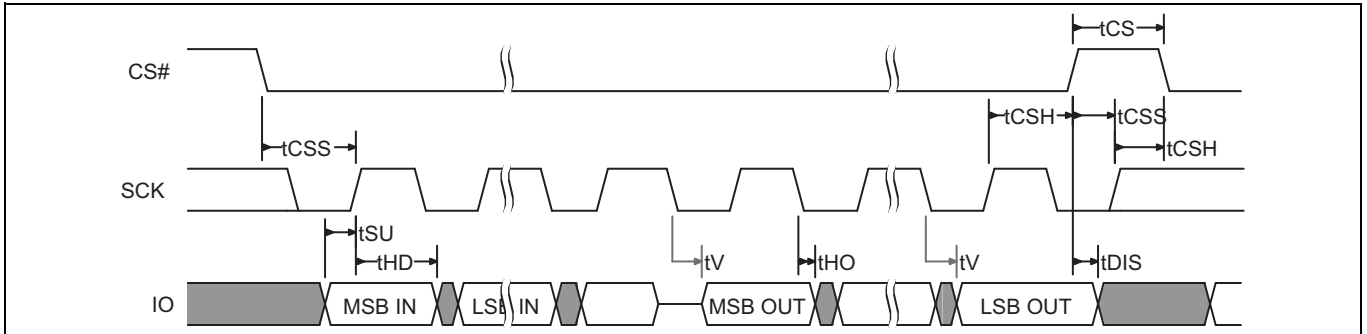 tCS
CS#
tCSH
tCSS
tCSS
tCSH
SCK
tSU
tHD
tV
tHO
tV
tDIS
IO
MSB IN
LSB IN
MSB OUT
LSB OUT